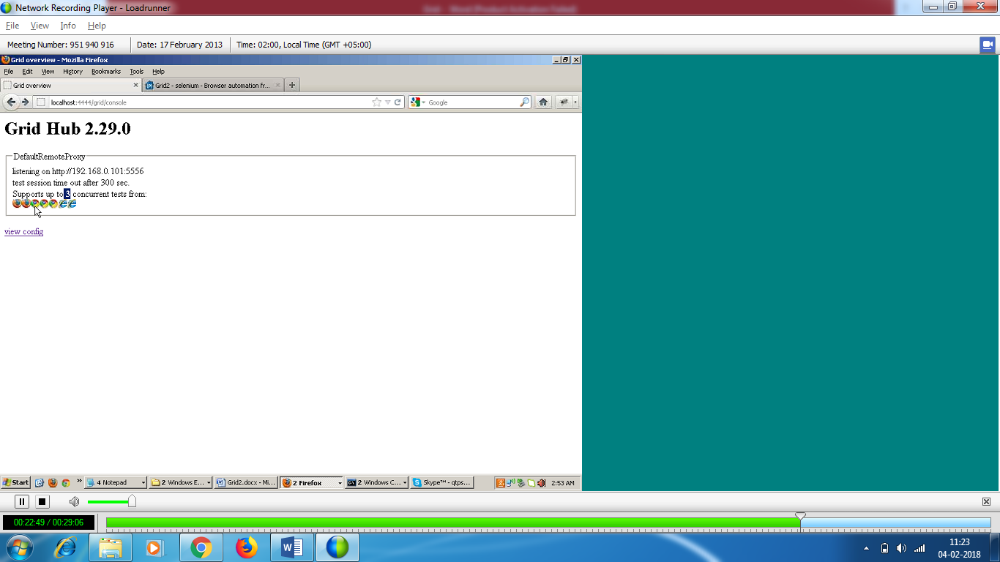 Network Recording Player - Loadrunner
File View Info Help
Meeting Number: 951 940 916 Date: 17 February 2013 Time: 02:00, Local Time (GMT +05:00)
Grid overview - Mozilla Firefox
File Edit View History Bookmarks Tools Help
Grid overview Grid2 - selenium - Browser automation fr...
localhost:4444/grid/console Google
Grid Hub 2.29.0
DefaultRemoteProxy
listening on http://192.168.0.101:5556
test session time out after 300 sec.
Supports up to 3 concurrent tests from:
view config
Start » 4 Notepad 2 Windows E... Grid2.docx - Mi... 2 Firefox 2 Windows C... Skype™ - qtps... 2:53 AM
00:22:49 / 00:29:06
11:23
04-02-2018